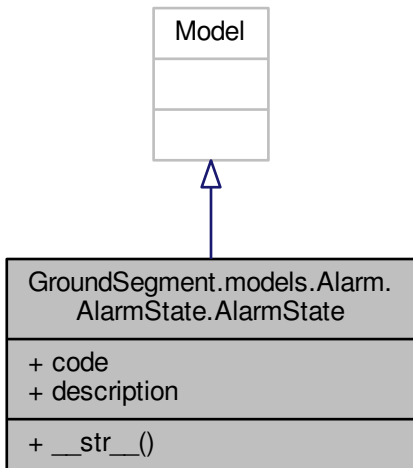 Model
GroundSegment.models.Alarm.
AlarmState.AlarmState
+ code
+ description
+ __str__()